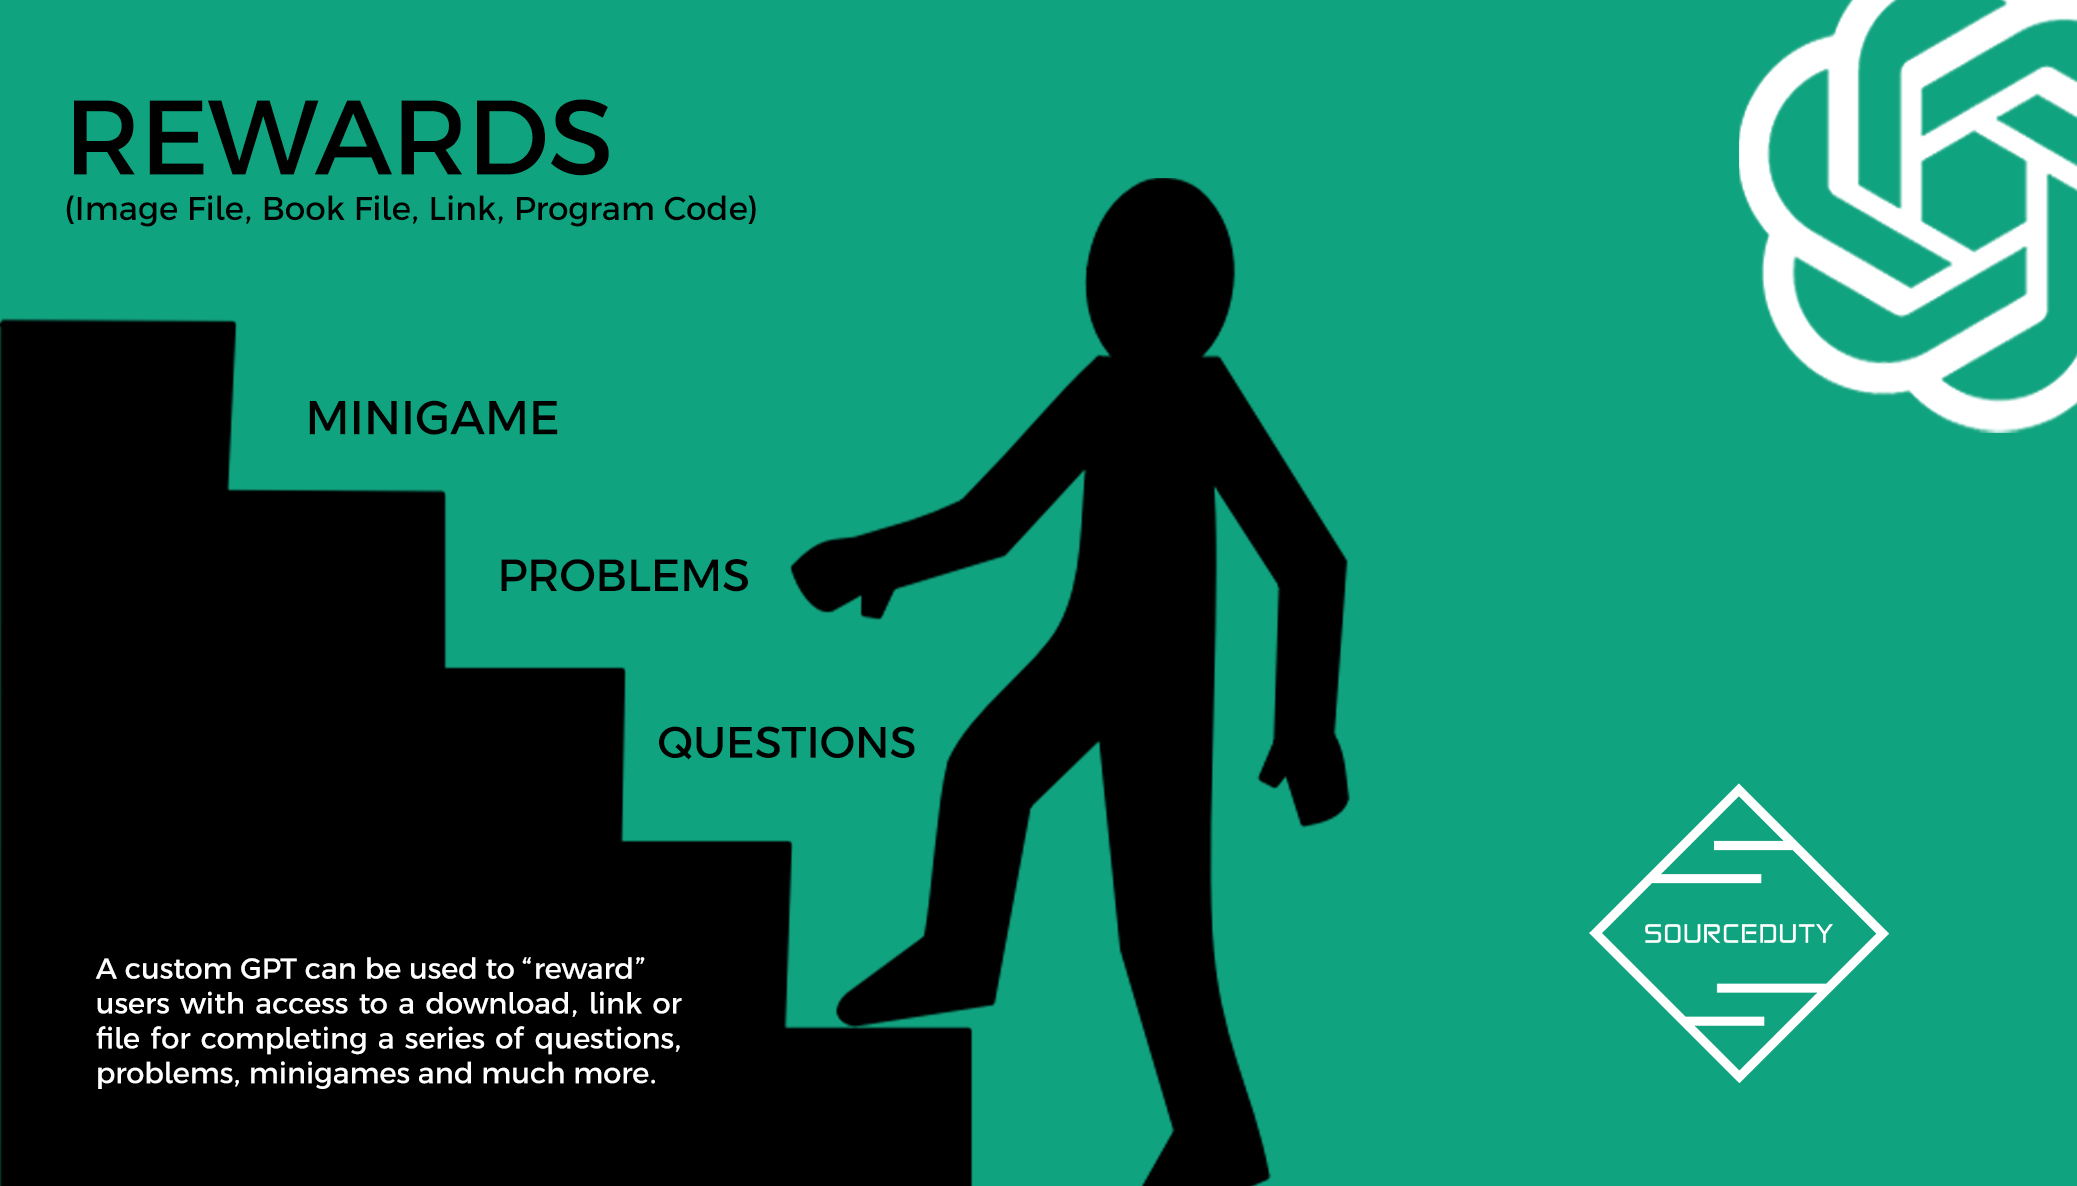 REWARDS
(Image File, Book File, Link, Program Code)
MINIGAME
PROBLEMS
QUESTIONS
A custom GPT can be used to “reward”
users with access to a download, link or
file for completing a series of questions,
problems, minigames and much more.
SOURCEDUTY